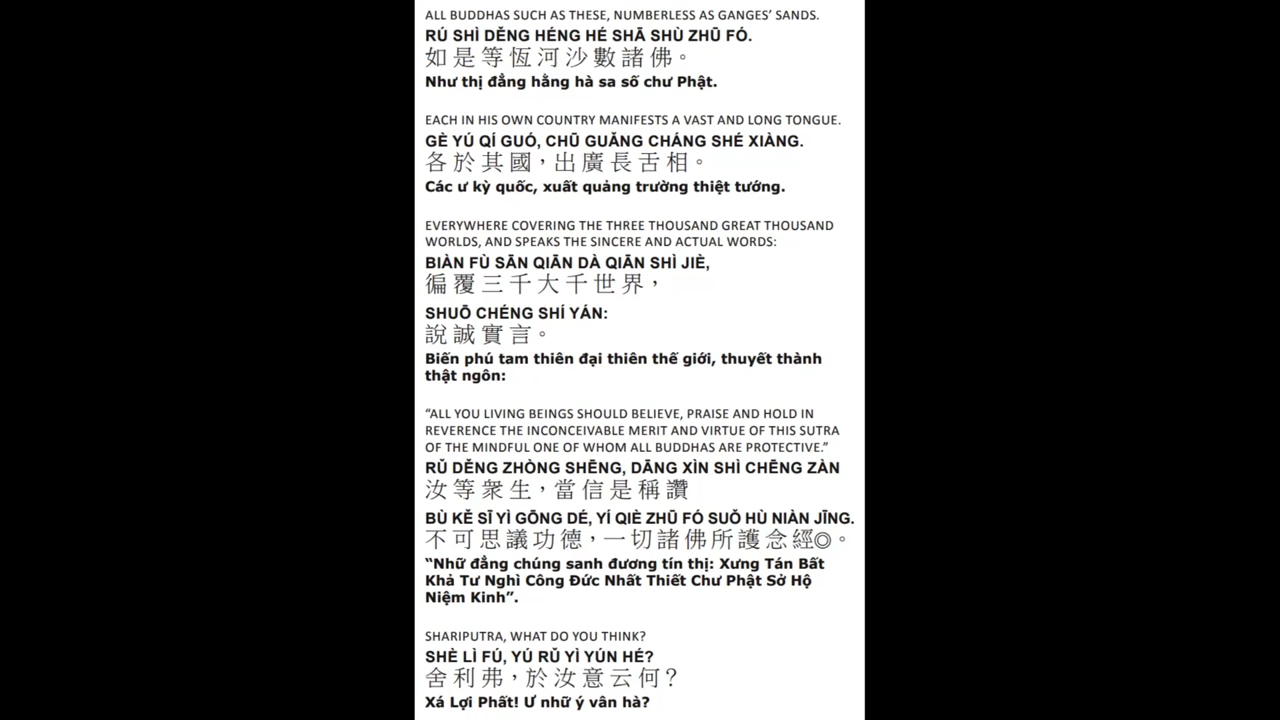 ALL BUDDHAS SUCH AS THESE, NUMBERLESS AS GANGES' SANDS.
RÚ SHÌ DĚNG HÉNG HÉ SHĀ SHÙ ZHŪ FÓ.
如是等恆河沙數諸佛。
Như thị đẳng hằng hà sa số chư Phật.
EACH IN HIS OWN COUNTRY MANIFESTS A VAST AND LONG TONGUE.
GÈ YÚ QÍ GUÓ, CHŪ GUǍNG CHÁNG SHÉ XIÀNG.
各於其國，出廣長舌相。
Các ư kỳ quốc, xuất quảng trường thiệt tướng.
EVERYWHERE COVERING THE THREE THOUSAND GREAT THOUSAND
WORLDS, AND SPEAKS THE SINCERE AND ACTUAL WORDS:
BIÀN FÙ SĀN QIĀN DÀ QIĀN SHÌ JIÈ,
徧覆三千大千世界，
SHUŌ CHÉNG SHÍ YÁN:
說誠實言。
Biến phú tam thiên đại thiên thế giới, thuyết thành
thật ngôn:
“ALL YOU LIVING BEINGS SHOULD BELIEVE, PRAISE AND HOLD IN
REVERENCE THE INCONCEIVABLE MERIT AND VIRTUE OF THIS SUTRA
OF THE MINDFUL ONE OF WHOM ALL BUDDHAS ARE PROTECTIVE.”
RǓ DĚNG ZHÒNG SHĒNG, DĀNG XÌN SHÌ CHĒNG ZÀN
汝等衆生，當信是稱讚
BÙ KĚ SĪ YÌ GŌNG DÉ, YÍ QIÈ ZHŪ FÓ SUǑ HÙ NIÀN JĪNG.
不可思議功德，一切諸佛所護念經◎。
“Nhữ đẳng chúng sanh đương tín thị: Xưng Tán Bất
Khả Tư Nghì Công Đức Nhất Thiết Chư Phật Sở Hộ
Niệm Kinh”.
SHARIPUTRA, WHAT DO YOU THINK?
SHÈ LÌ FÚ, YÚ RǓ YÌ YÚN HÉ?
舍利弗，於汝意云何？
Xá Lợi Phất! Ư nhữ ý vân hà?